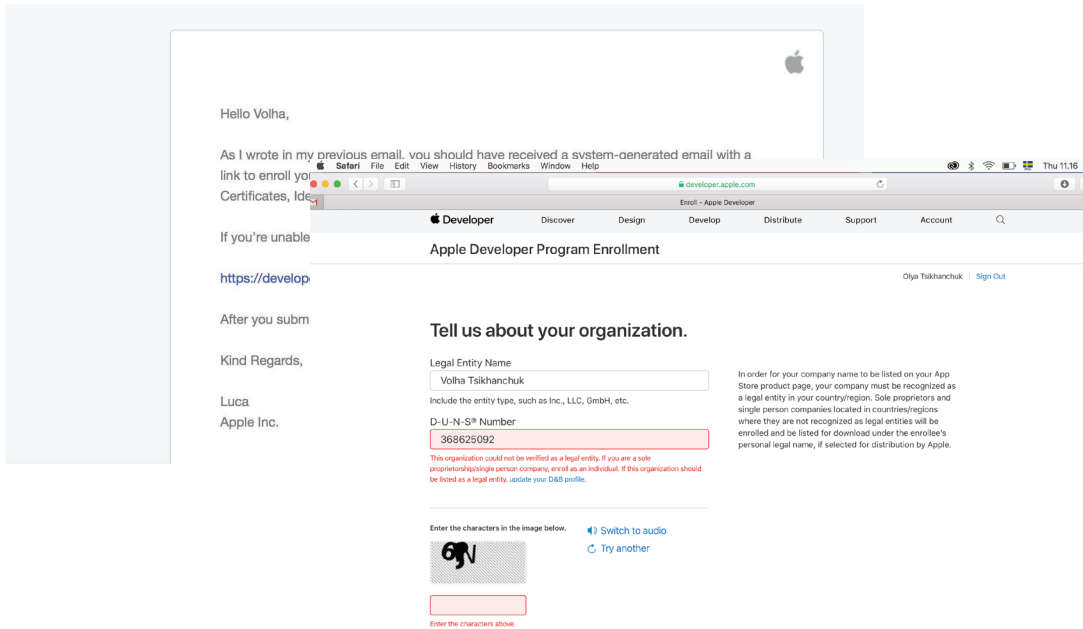 Hello Volha,
As I wrote in my previous email, you should have received a system-generated email with a
link to enroll
Certificates,
If you're unable
https://develop
After you
Kind Regards,
Luca
Apple Inc.
Safari File Edit View History Bookmarks Window Help Thu 11.16
developer.apple.com
Enroll – Apple Developer
Developer Discover Design Develop Distribute Support Account
Apple Developer Program Enrollment
Olya Tsikhanchuk Sign Out
Tell us about your organization.
Legal Entity Name
Volha Tsikhanchuk
Include the entity type, such as Inc., LLC, GmbH, etc.
D-U-N-S® Number
368625092
This organization could not be verified as a legal entity. If you are a sole
proprietorship/single person company, enroll as an individual. If this organization should
be listed as a legal entity, update your D&B profile.
In order for your company name to be listed on your App
Store product page, your company must be recognized as
a legal entity in your country/region. Sole proprietors and
single person companies located in countries/regions
where they are not recognized as legal entities will be
enrolled and be listed for download under the enrollee's
personal legal name, if selected for distribution by Apple.
Enter the characters in the image below.
Switch to audio
Try another
Enter the characters above.